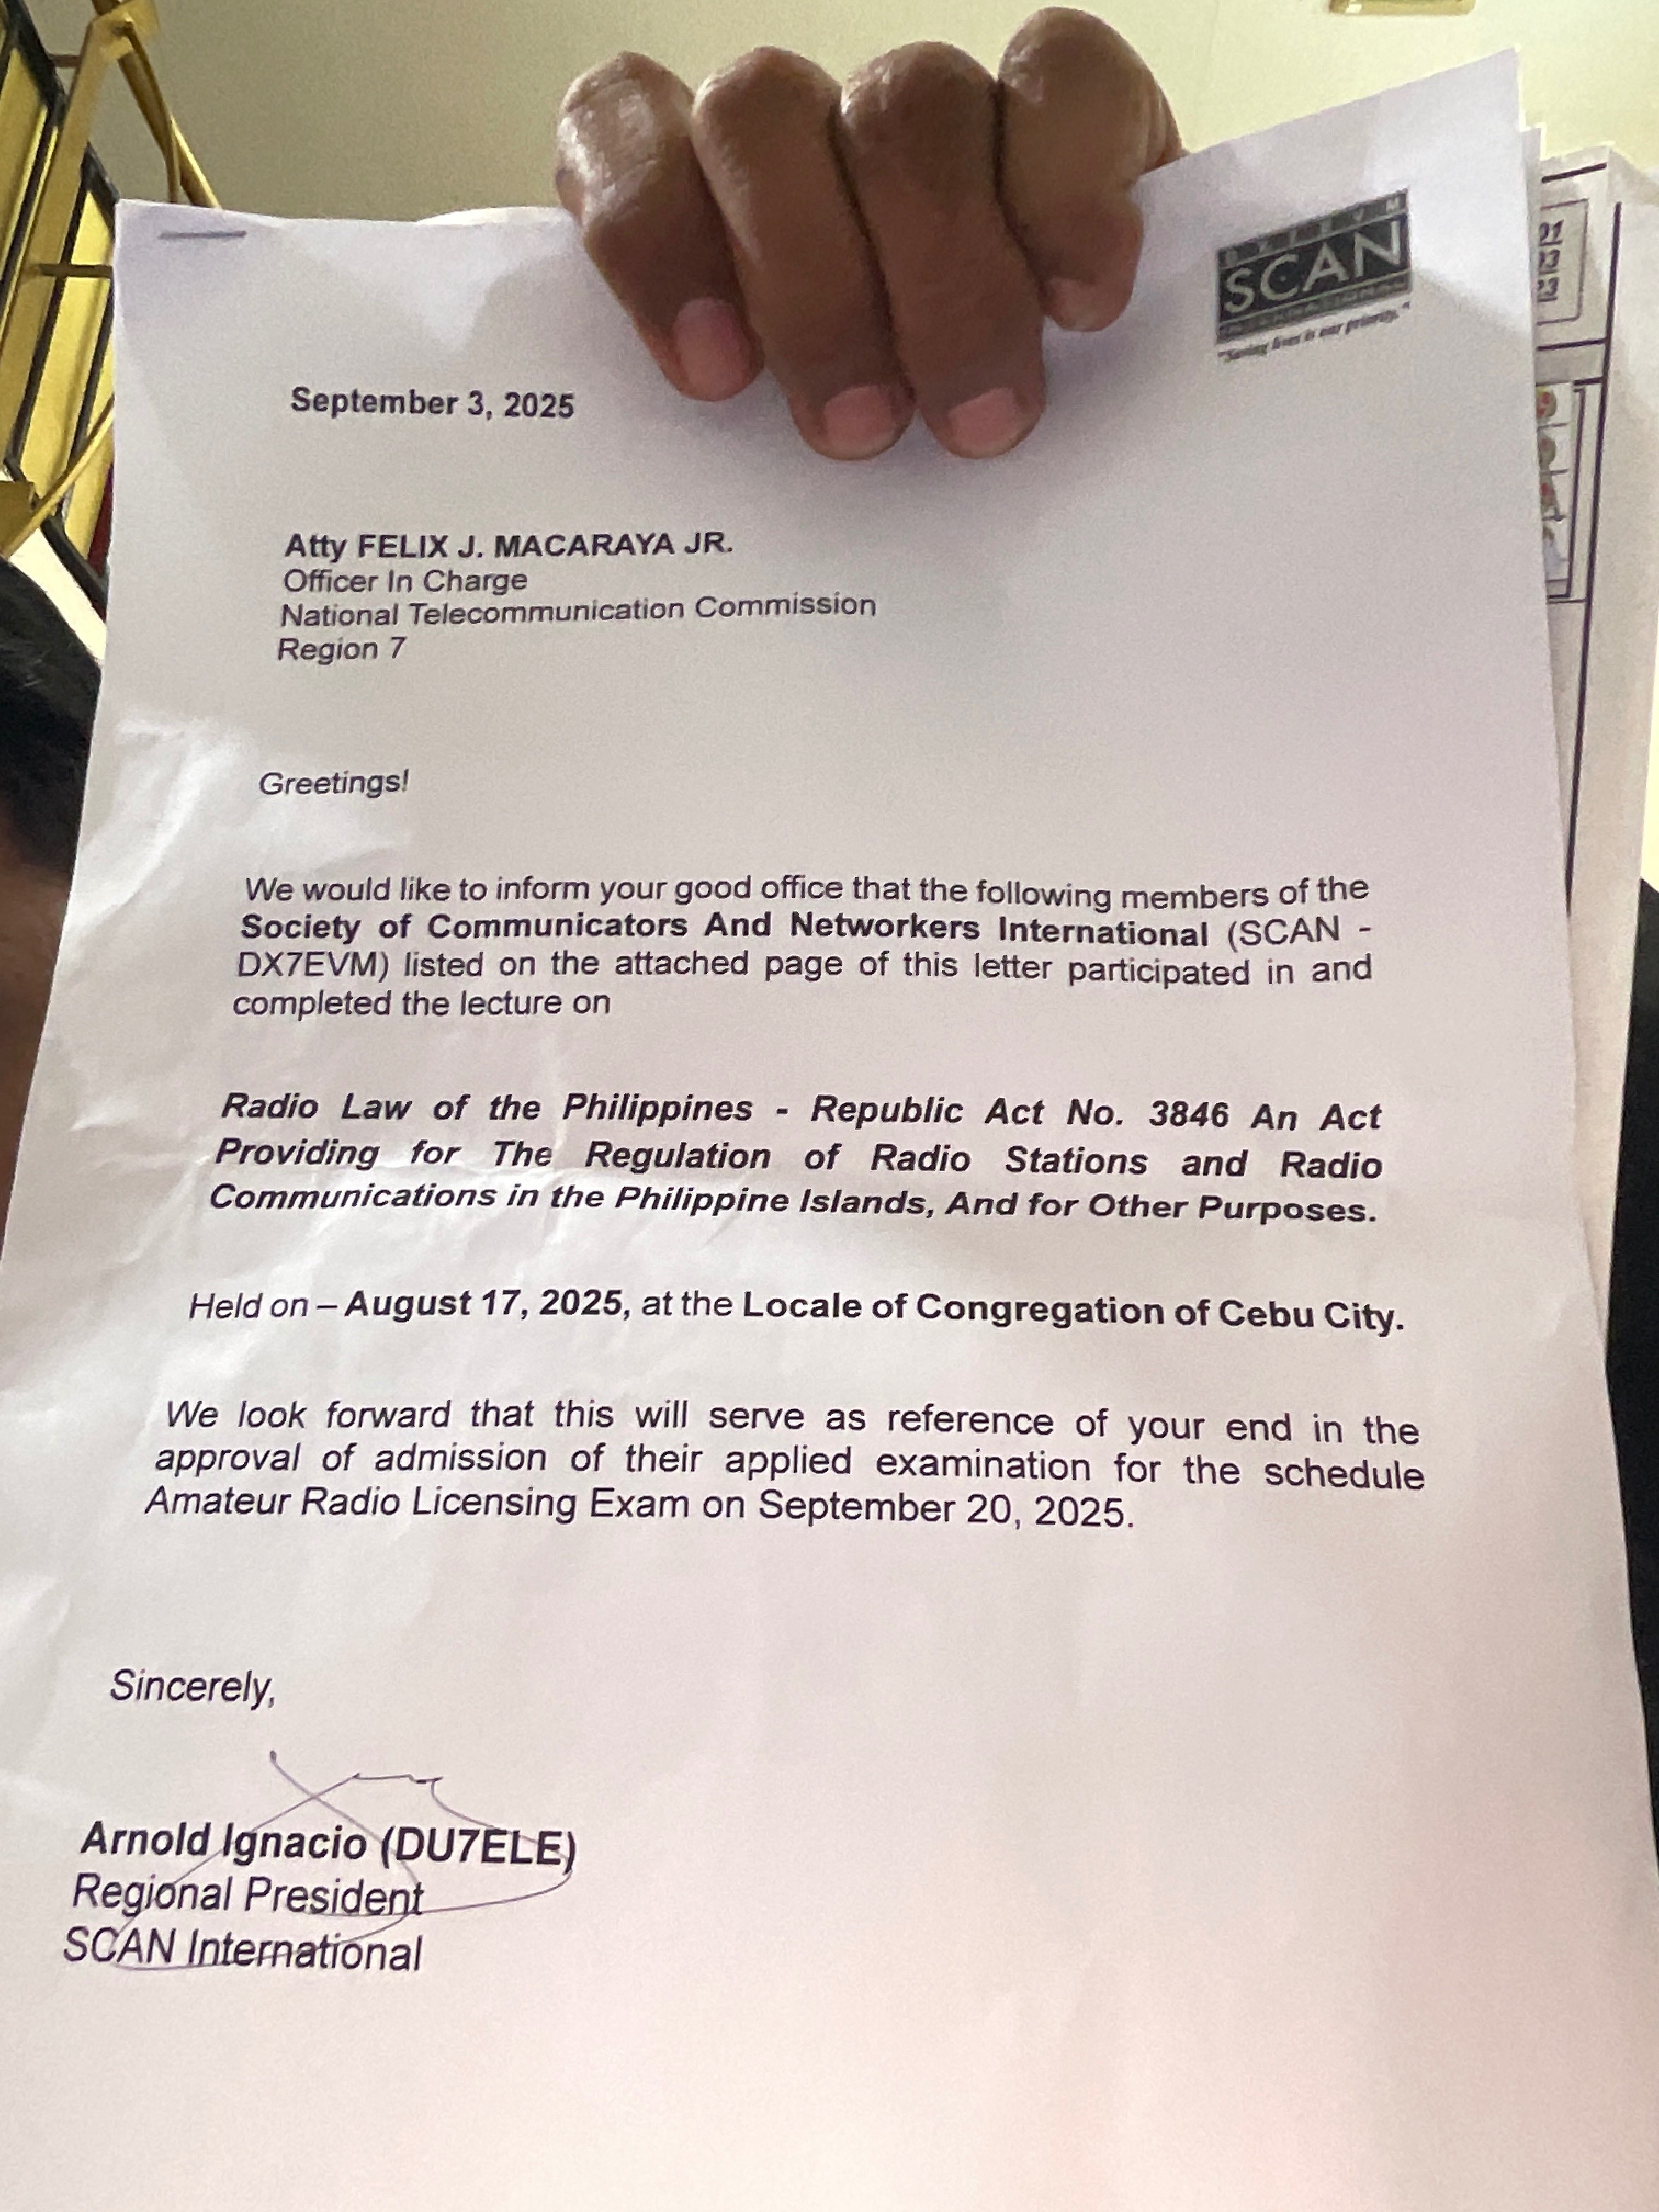 SCAN
"Saving lives is our priority."
September 3, 2025
Atty FELIX J. MACARAYA JR.
Officer In Charge
National Telecommunication Commission
Region 7
Greetings!
We would like to inform your good office that the following members of the
Society of Communicators And Networkers International (SCAN -
DX7EVM) listed on the attached page of this letter participated in and
completed the lecture on
Radio Law of the Philippines - Republic Act No. 3846 An Act
Providing for The Regulation of Radio Stations and Radio
Communications in the Philippine Islands, And for Other Purposes.
Held on – August 17, 2025, at the Locale of Congregation of Cebu City.
We look forward that this will serve as reference of your end in the
approval of admission of their applied examination for the schedule
Amateur Radio Licensing Exam on September 20, 2025.
Sincerely,
Arnold Ignacio (DU7ELE)
Regional President
SCAN International